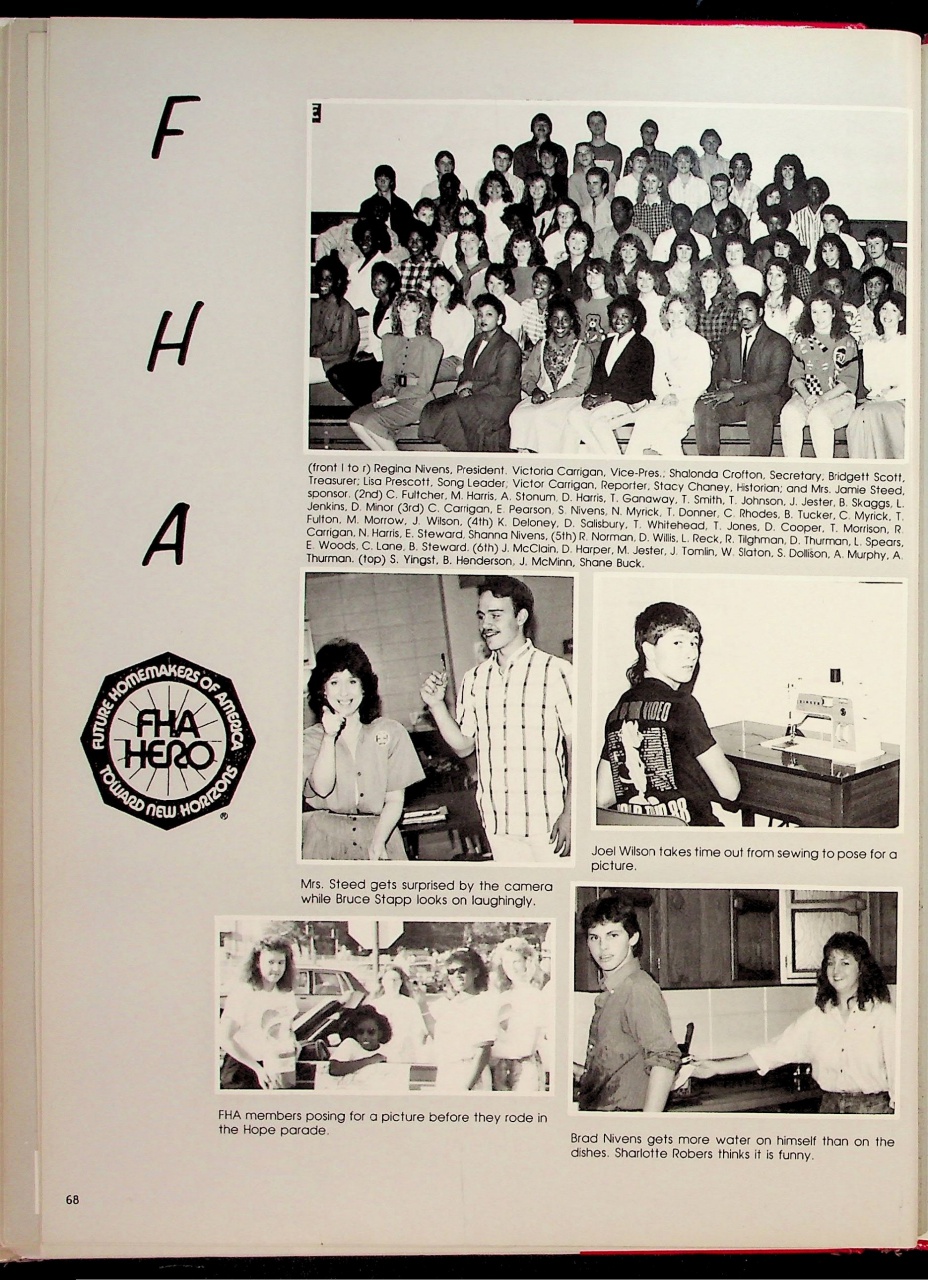 F
H
A
E
(front l to r) Regina Nivens, President. Victoria Carrigan, Vice-Pres.; Shalonda Crofton, Secretary; Bridgett Scott,
Treasurer; Lisa Prescott, Song Leader; Victor Carrigan, Reporter, Stacy Chaney, Historian; and Mrs. Jamie Steed,
sponsor. (2nd) C. Fultcher, M. Harris, A. Stonum, D. Harris, T. Ganaway, T. Smith, T. Johnson, J. Jester, B. Skaggs, L.
Jenkins, D. Minor (3rd) C. Carrigan, E. Pearson, S. Nivens, N. Myrick, T. Donner, C. Rhodes, B. Tucker, C. Myrick, T.
Fulton, M. Morrow, J. Wilson, (4th) K. Deloney, D. Salisbury, T. Whitehead, T. Jones, D. Cooper, T. Morrison, R.
Carrigan, N. Harris, E. Steward, Shanna Nivens, (5th) R. Norman, D. Willis, L. Reck, R. Tilghman, D. Thurman, L. Spears,
E. Woods, C. Lane, B. Steward. (6th) J. McClain, D. Harper, M. Jester, J. Tomlin, W. Slaton, S. Dollison, A. Murphy, A.
Thurman. (top) S. Yingst, B. Henderson, J. McMinn, Shane Buck.
FUTURE HOMEMAKERS OF AMERICA
FHA
HERO
TOWARD NEW HORIZONS
®
VIDEO
SINGER
Joel Wilson takes time out from sewing to pose for a
picture.
Mrs. Steed gets surprised by the camera
while Bruce Stapp looks on laughingly.
FHA members posing for a picture before they rode in
the Hope parade.
Brad Nivens gets more water on himself than on the
dishes. Sharlotte Robers thinks it is funny.
68